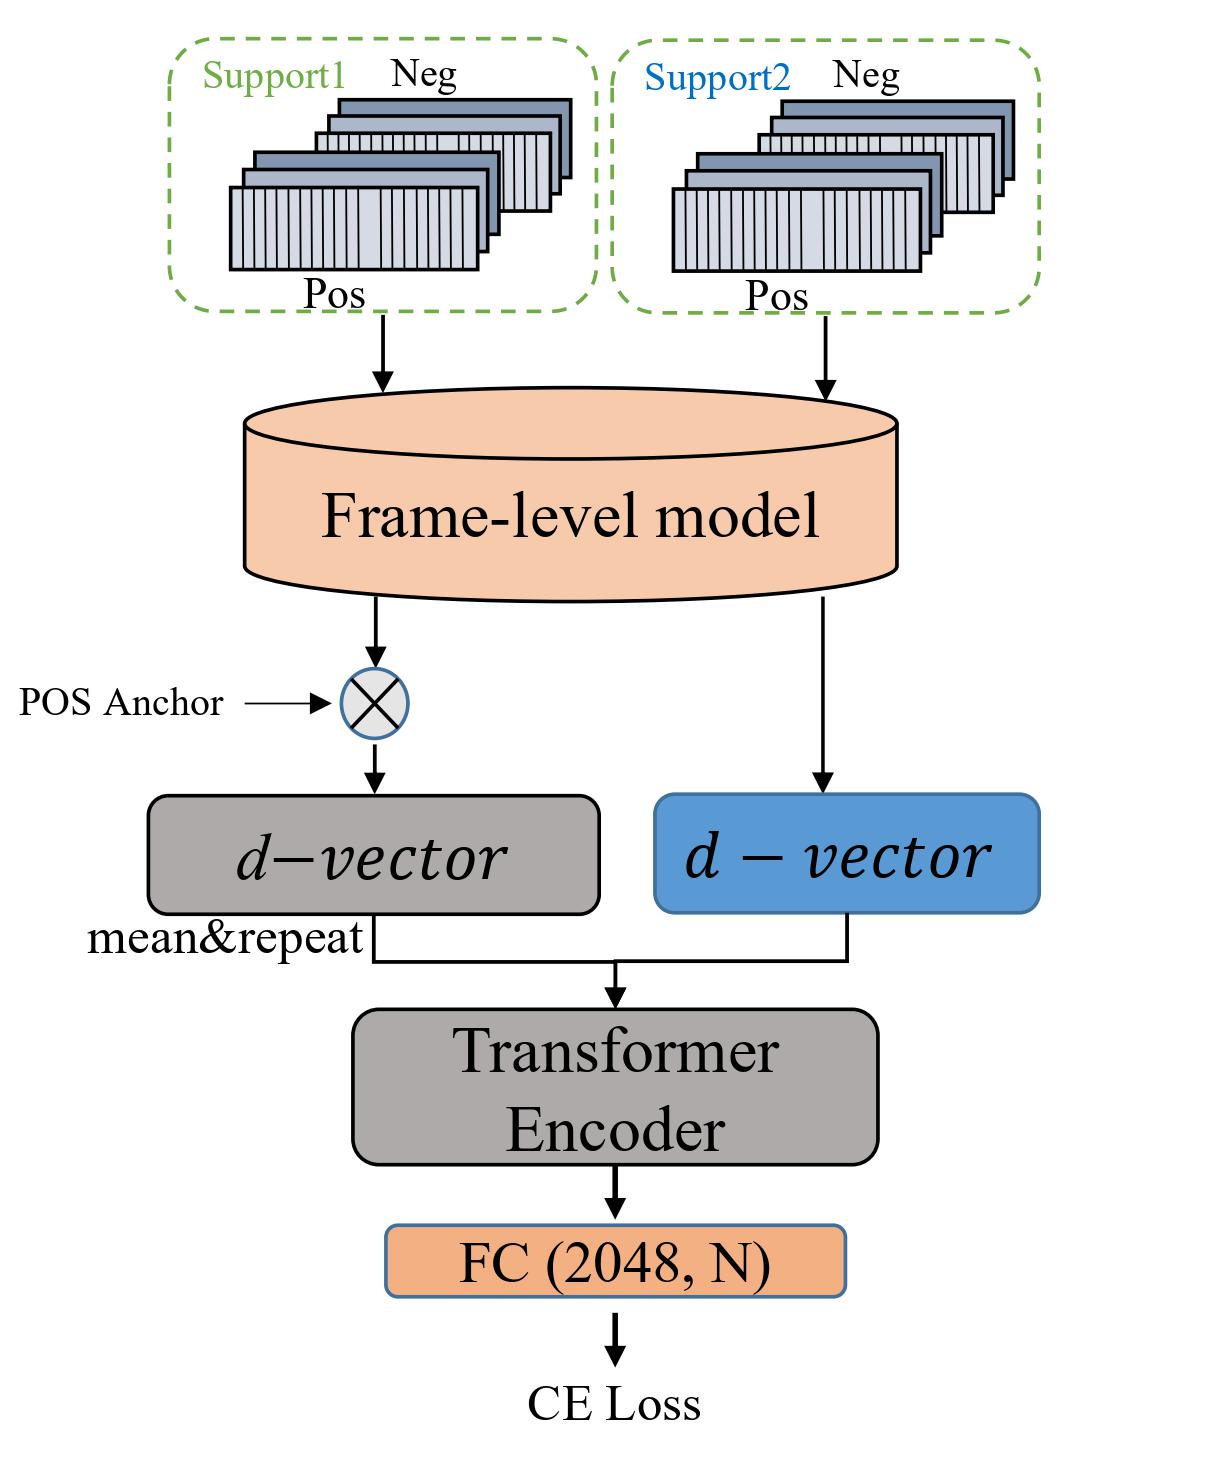 Support1 Neg
Support2 Neg
Pos
Pos
Frame-level model
POS Anchor
d-vector
d - vector
mean&repeat
Transformer
Encoder
FC (2048, N)
CE Loss